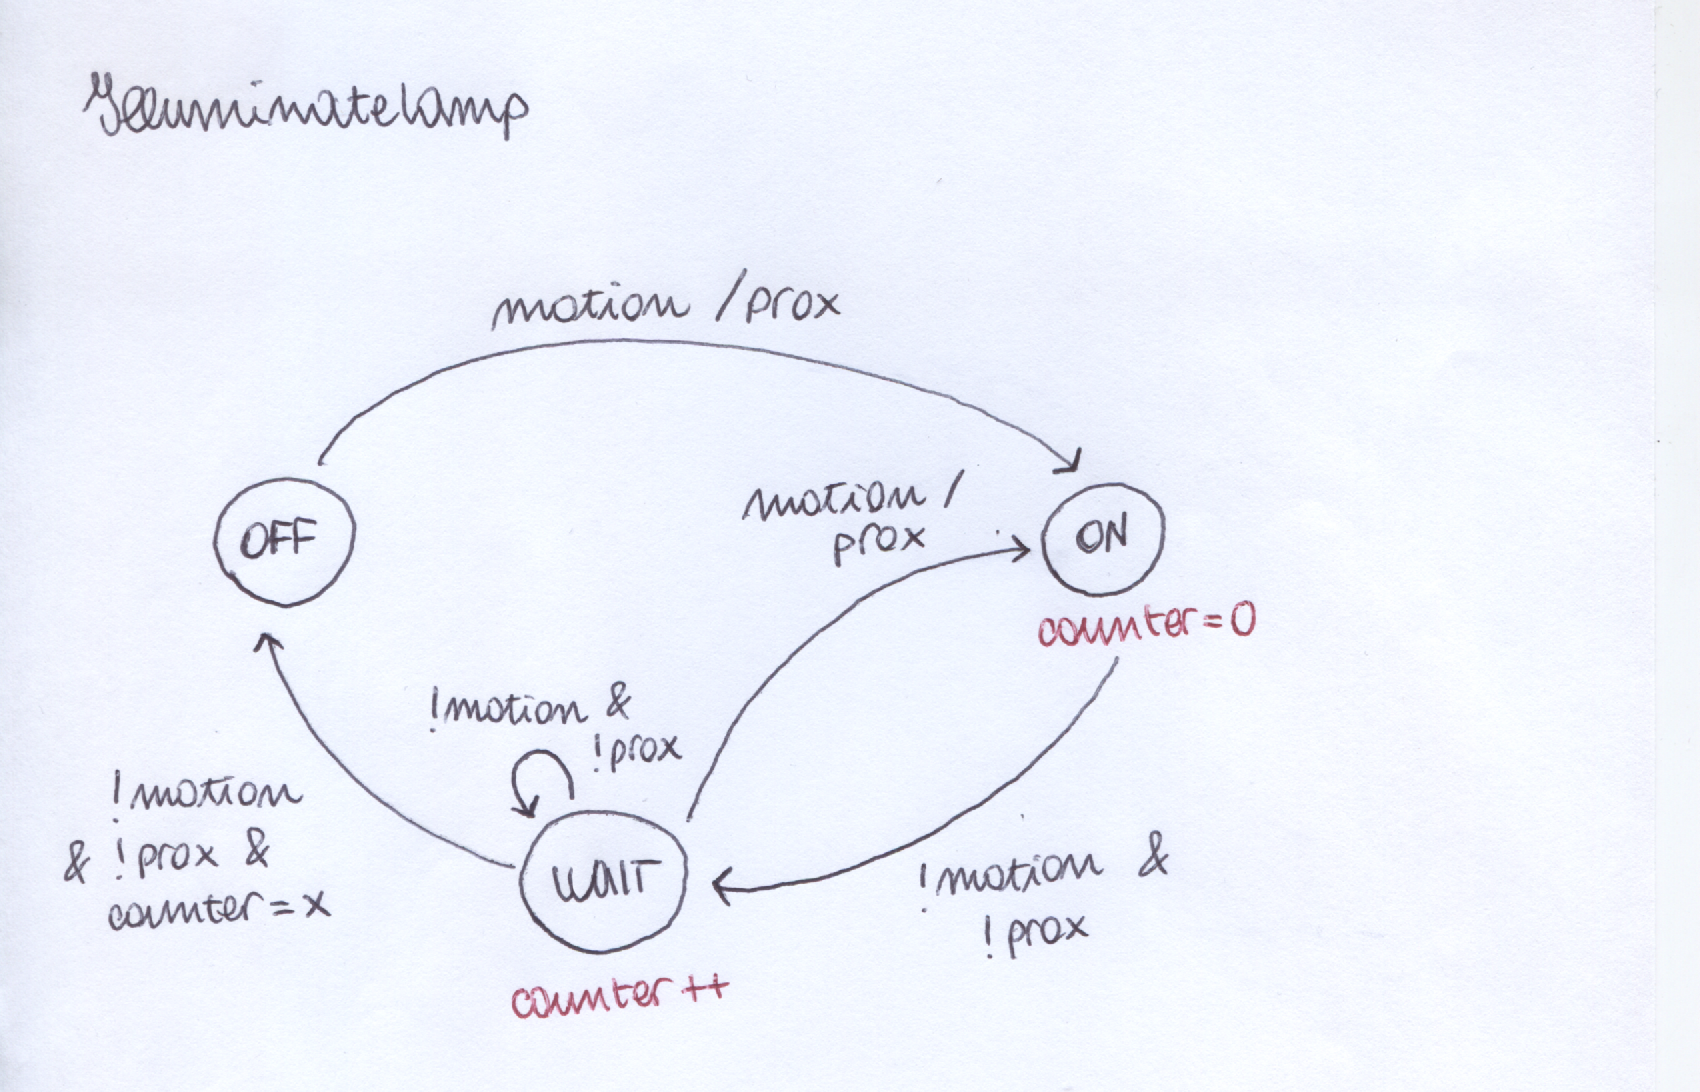 Illuminatelamp
motion / prox
OFF
motion /
prox
ON
counter = 0
!motion &
!prox
!motion
& !prox &
counter = x
WAIT
!motion &
!prox
counter ++